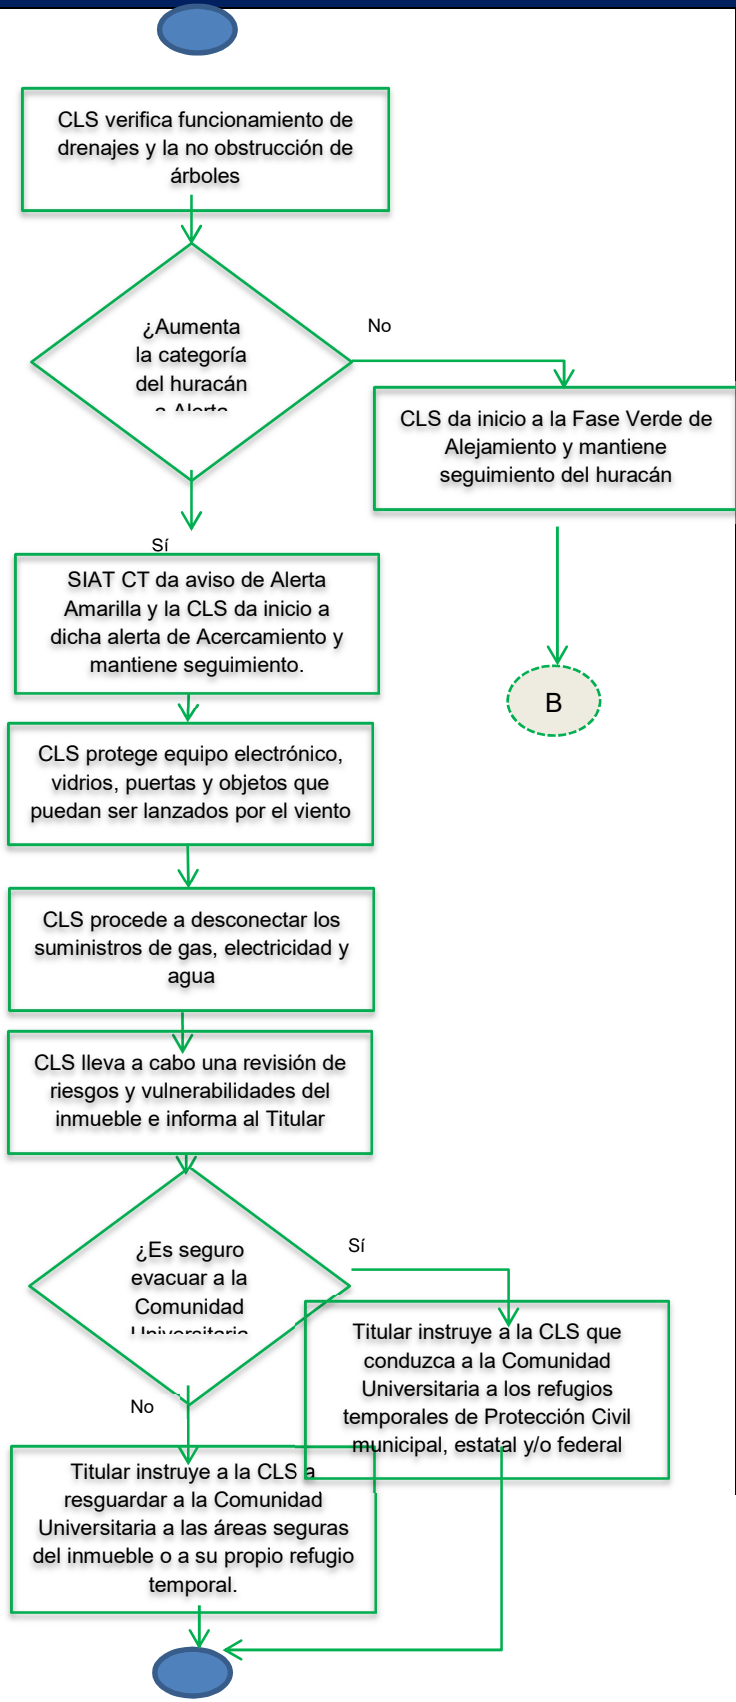 CLS verifica funcionamiento de
drenajes y la no obstrucción de
árboles
¿Aumenta
la categoría
del huracán
a Alerta
No
CLS da inicio a la Fase Verde de
Alejamiento y mantiene
seguimiento del huracán
B
Sí
SIAT CT da aviso de Alerta
Amarilla y la CLS da inicio a
dicha alerta de Acercamiento y
mantiene seguimiento.
CLS protege equipo electrónico,
vidrios, puertas y objetos que
puedan ser lanzados por el viento
CLS procede a desconectar los
suministros de gas, electricidad y
agua
CLS lleva a cabo una revisión de
riesgos y vulnerabilidades del
inmueble e informa al Titular
¿Es seguro
evacuar a la
Comunidad
Universitaria
Sí
Titular instruye a la CLS que
conduzca a la Comunidad
Universitaria a los refugios
temporales de Protección Civil
municipal, estatal y/o federal
No
Titular instruye a la CLS a
resguardar a la Comunidad
Universitaria a las áreas seguras
del inmueble o a su propio refugio
temporal.